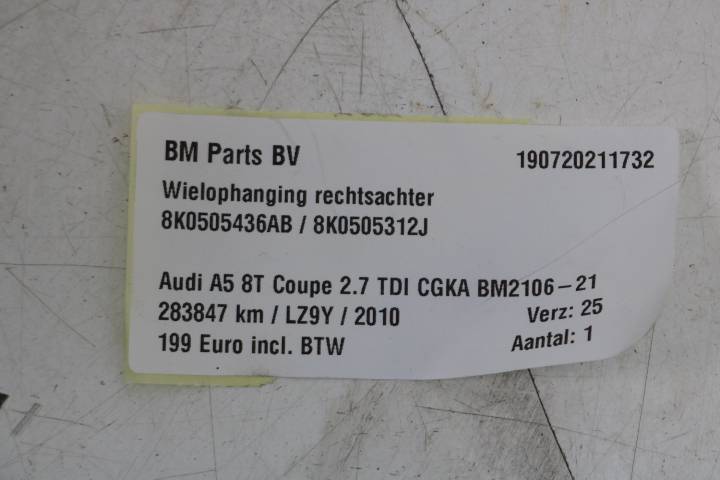 BM Parts BV 190720211732
Wielophanging rechtsachter
8K0505436AB / 8K0505312J
Audi A5 8T Coupe 2.7 TDI CGKA BM2106-21
283847 km / LZ9Y / 2010 Verz: 25
199 Euro incl. BTW Aantal: 1